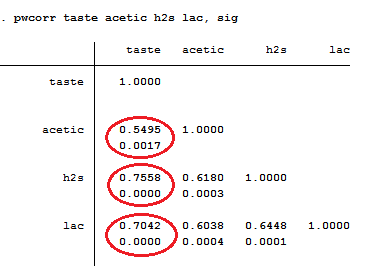 . pwcorr taste acetic h2s lac, sig
taste acetic h2s lac
taste 1.0000
acetic 0.5495 1.0000
0.0017
h2s 0.7558 0.6180 1.0000
0.0000 0.0003
lac 0.7042 0.6038 0.6448 1.0000
0.0000 0.0004 0.0001